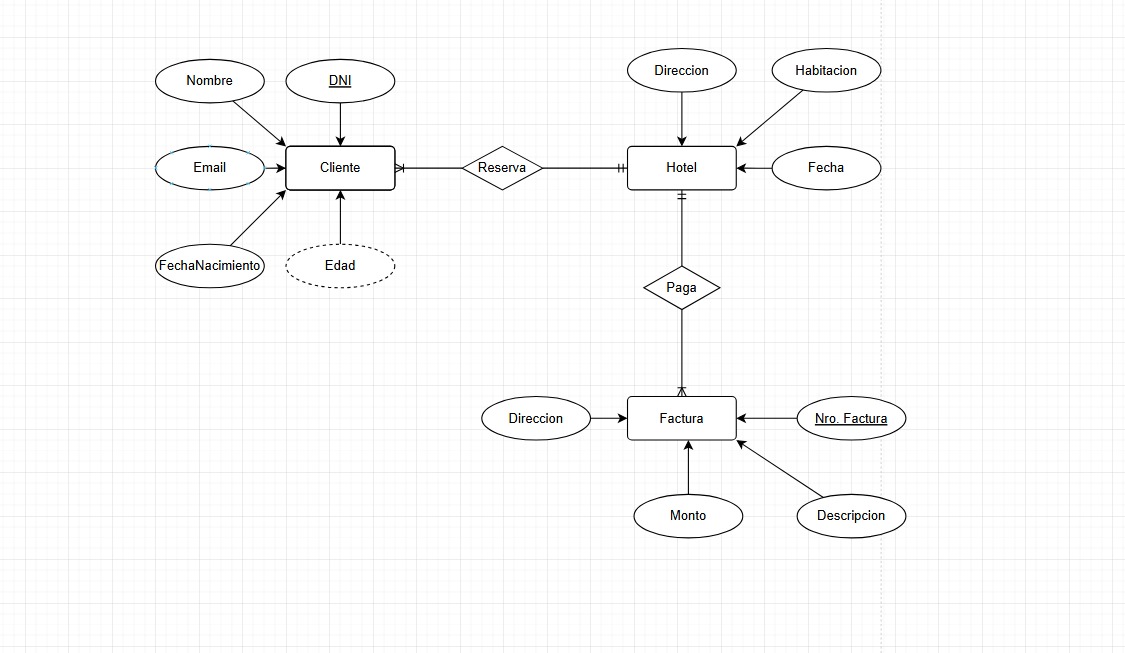 Nombre
DNI
Direccion
Habitacion
Email
Cliente
Reserva
Hotel
Fecha
FechaNacimiento
Edad
Paga
Direccion
Factura
Nro. Factura
Monto
Descripcion